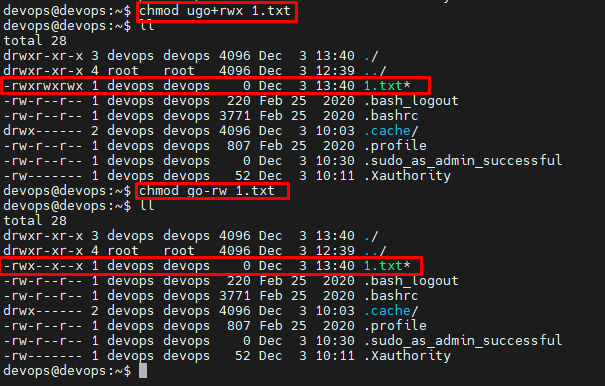 devops@devops:~$ chmod ugo+rwx 1.txt
devops@devops:~$ ll
total 28
drwxr-xr-x 3 devops devops 4096 Dec  3 13:40 ./
drwxr-xr-x 4 root   root   4096 Dec  3 12:39 ../
-rwxrwxrwx 1 devops devops    0 Dec  3 13:40 1.txt*
-rw-r--r-- 1 devops devops  220 Feb 25  2020 .bash_logout
-rw-r--r-- 1 devops devops 3771 Feb 25  2020 .bashrc
drwx------ 2 devops devops 4096 Dec  3 10:03 .cache/
-rw-r--r-- 1 devops devops  807 Feb 25  2020 .profile
-rw-r--r-- 1 devops devops    0 Dec  3 10:30 .sudo_as_admin_successful
-rw------- 1 devops devops   52 Dec  3 10:11 .Xauthority
devops@devops:~$ chmod go-rw 1.txt
devops@devops:~$ ll
total 28
drwxr-xr-x 3 devops devops 4096 Dec  3 13:40 ./
drwxr-xr-x 4 root   root   4096 Dec  3 12:39 ../
-rwx--x--x 1 devops devops    0 Dec  3 13:40 1.txt*
-rw-r--r-- 1 devops devops  220 Feb 25  2020 .bash_logout
-rw-r--r-- 1 devops devops 3771 Feb 25  2020 .bashrc
drwx------ 2 devops devops 4096 Dec  3 10:03 .cache/
-rw-r--r-- 1 devops devops  807 Feb 25  2020 .profile
-rw-r--r-- 1 devops devops    0 Dec  3 10:30 .sudo_as_admin_successful
-rw------- 1 devops devops   52 Dec  3 10:11 .Xauthority
devops@devops:~$